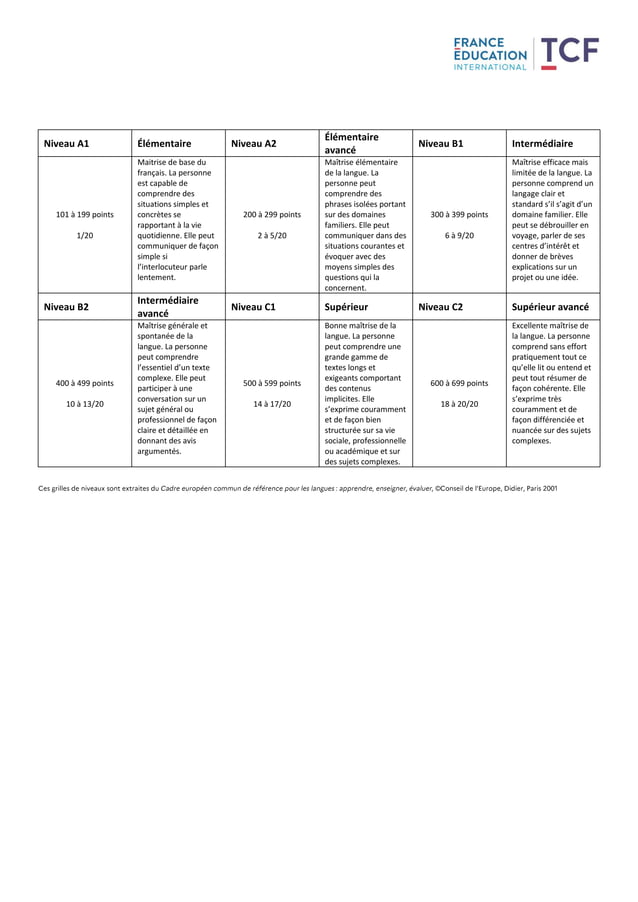 FRANCE
EDUCATION
INTERNATIONAL
TCF
Niveau A1
Élémentaire
Niveau A2
Élémentaire
avancé
Niveau B1
Intermédiaire
101 à 199 points
1/20
Maitrise de base du
français. La personne
est capable de
comprendre des
situations simples et
concrètes se
rapportant à la vie
quotidienne. Elle peut
communiquer de façon
simple si
l’interlocuteur parle
lentement.
200 à 299 points
2 à 5/20
Maîtrise élémentaire
de la langue. La
personne peut
comprendre des
phrases isolées portant
sur des domaines
familiers. Elle peut
communiquer dans des
situations courantes et
évoquer avec des
moyens simples des
questions qui la
concernent.
300 à 399 points
6 à 9/20
Maîtrise efficace mais
limitée de la langue. La
personne comprend un
langage clair et
standard s’il s’agit d’un
domaine familier. Elle
peut se débrouiller en
voyage, parler de ses
centres d’intérêt et
donner de brèves
explications sur un
projet ou une idée.
Niveau B2
Intermédiaire
avancé
Niveau C1
Supérieur
Niveau C2
Supérieur avancé
400 à 499 points
10 à 13/20
Maîtrise générale et
spontanée de la
langue. La personne
peut comprendre
l’essentiel d’un texte
complexe. Elle peut
participer à une
conversation sur un
sujet général ou
professionnel de façon
claire et détaillée en
donnant des avis
argumentés.
500 à 599 points
14 à 17/20
Bonne maîtrise de la
langue. La personne
peut comprendre une
grande gamme de
textes longs et
exigeants comportant
des contenus
implicites. Elle
s’exprime couramment
et de façon bien
structurée sur sa vie
sociale, professionnelle
ou académique et sur
des sujets complexes.
600 à 699 points
18 à 20/20
Excellente maîtrise de
la langue. La personne
comprend sans effort
pratiquement tout ce
qu’elle lit ou entend et
peut tout résumer de
façon cohérente. Elle
s’exprime très
couramment et de
façon différenciée et
nuancée sur des sujets
complexes.
Ces grilles de niveaux sont extraites du Cadre européen commun de référence pour les langues : apprendre, enseigner, évaluer, ©Conseil de l’Europe, Didier, Paris 2001